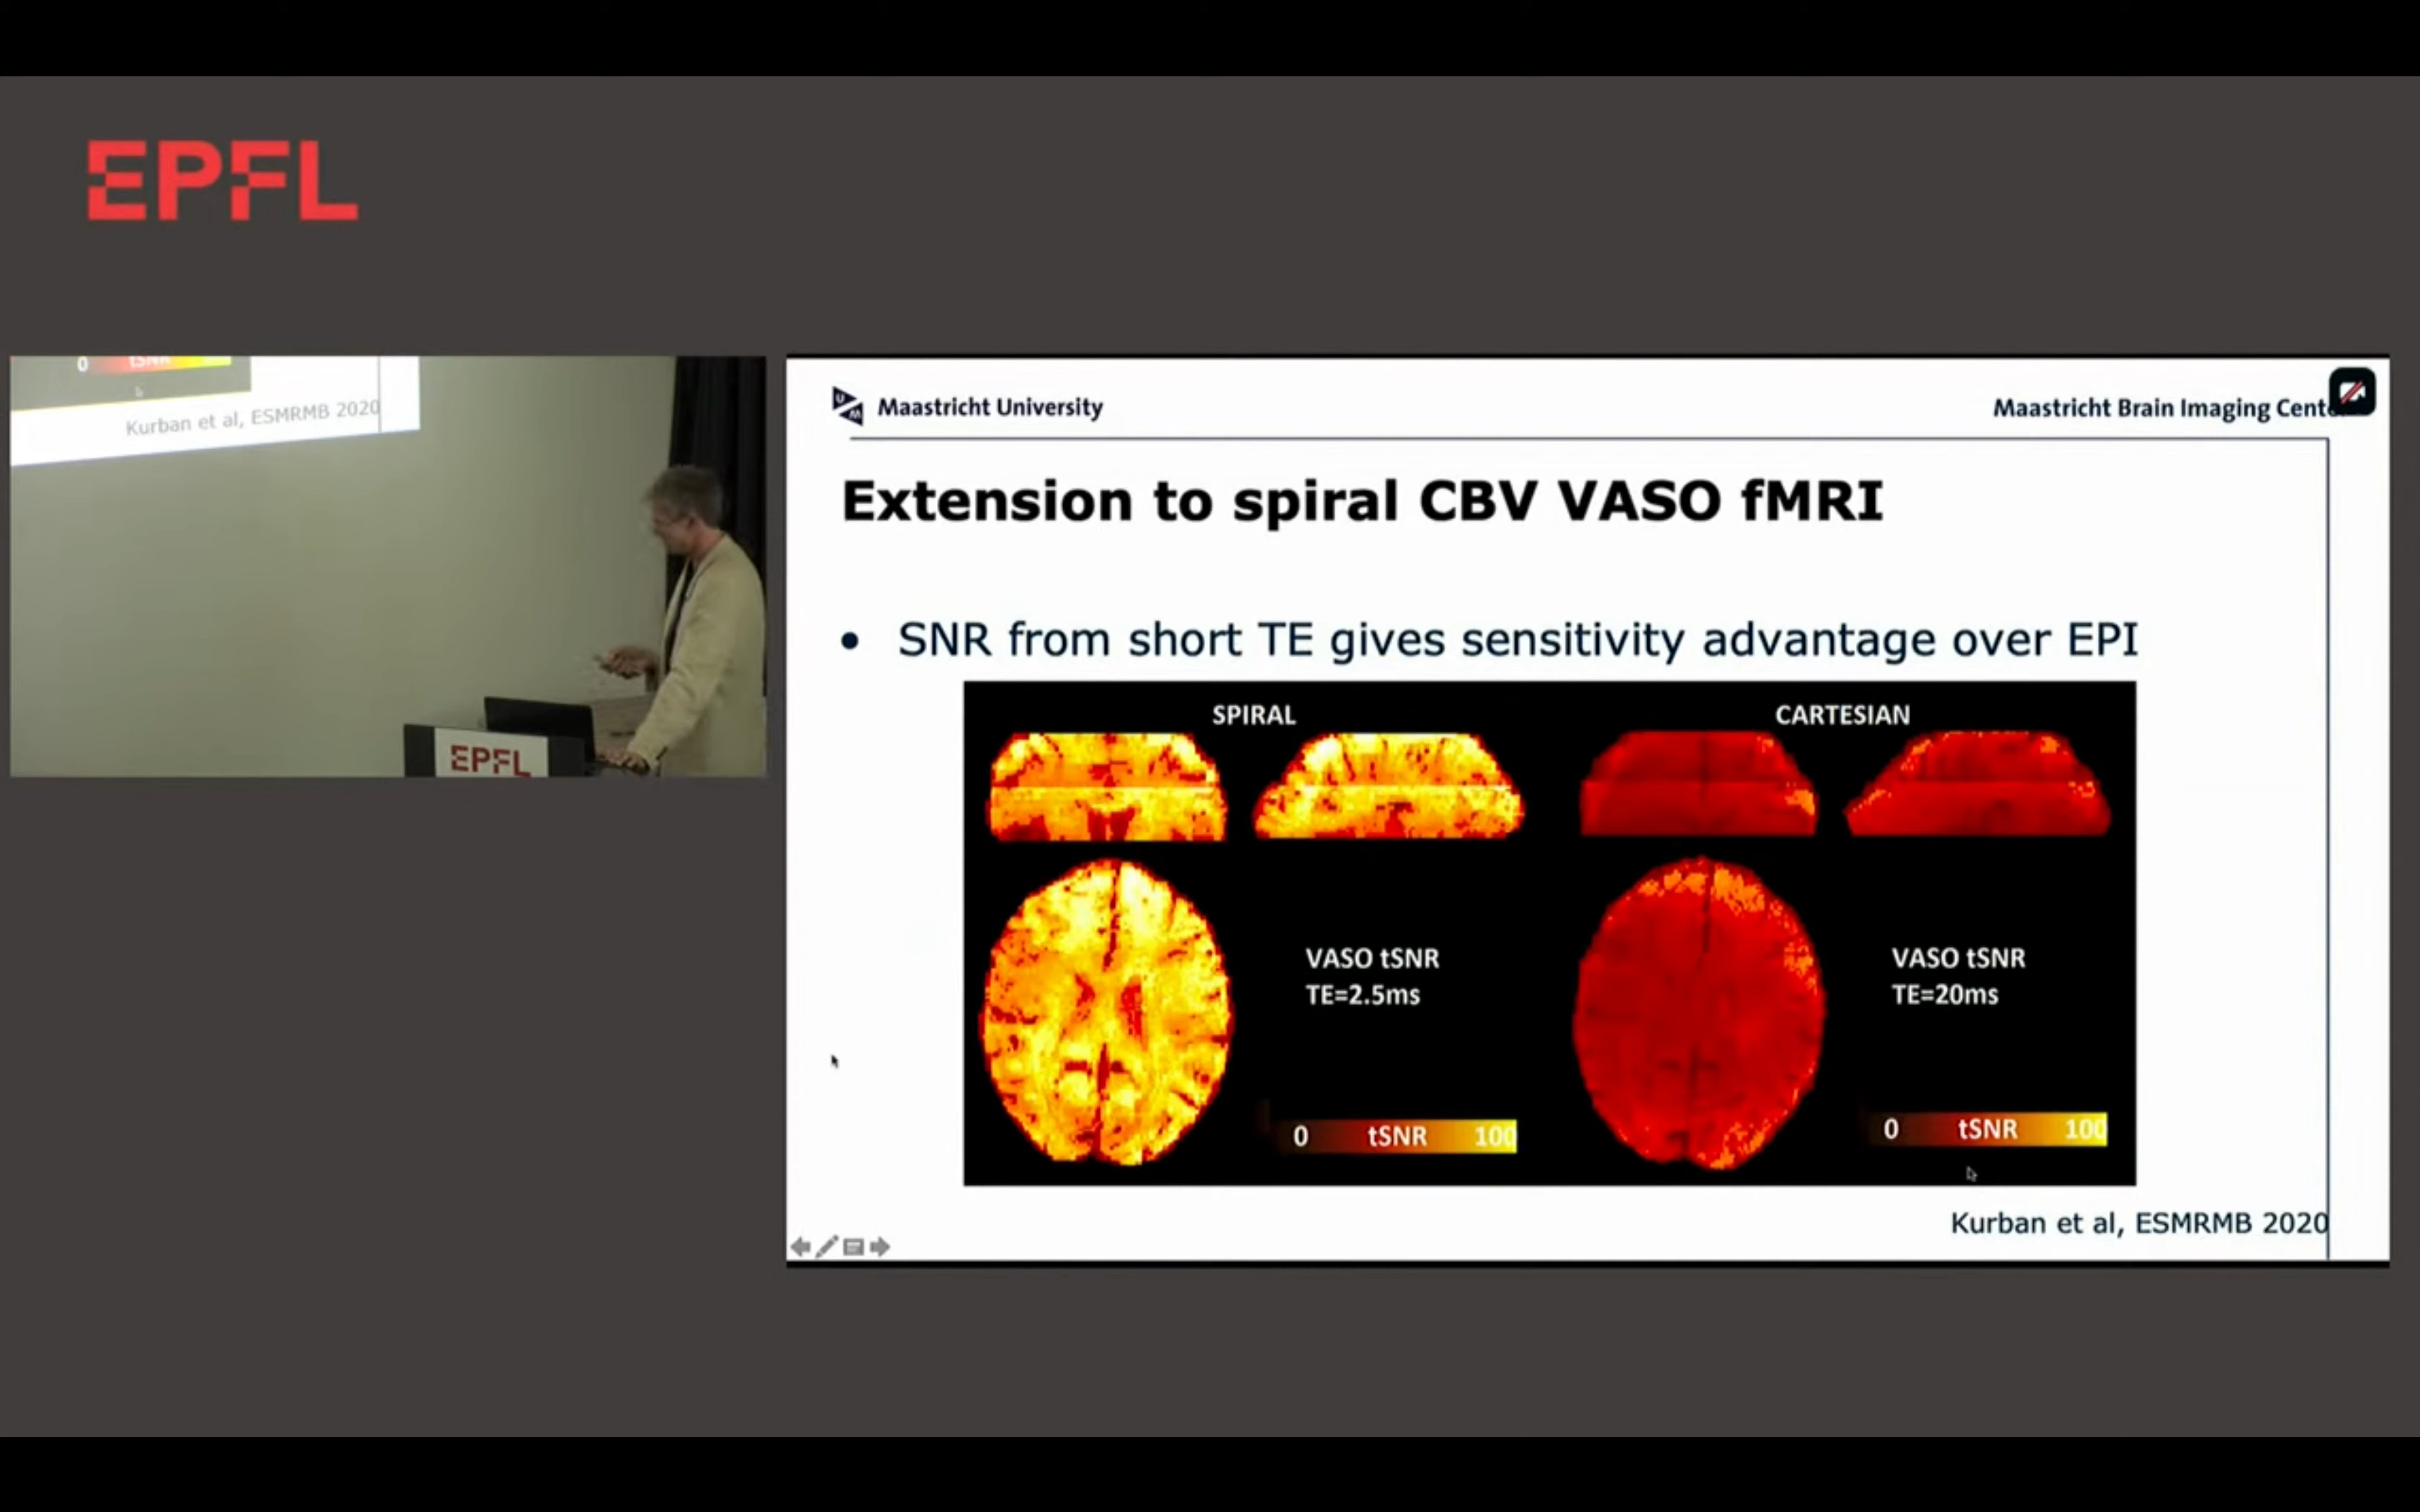 EPFL
0 tSNR
Kurban et al, ESMRMB 2020
EPFL
Maastricht University
Maastricht Brain Imaging Cent
Extension to spiral CBV VASO fMRI
• SNR from short TE gives sensitivity advantage over EPI
SPIRAL
CARTESIAN
VASO tSNR
TE=2.5ms
VASO tSNR
TE=20ms
0 tSNR 100
0 tSNR 100
Kurban et al, ESMRMB 2020